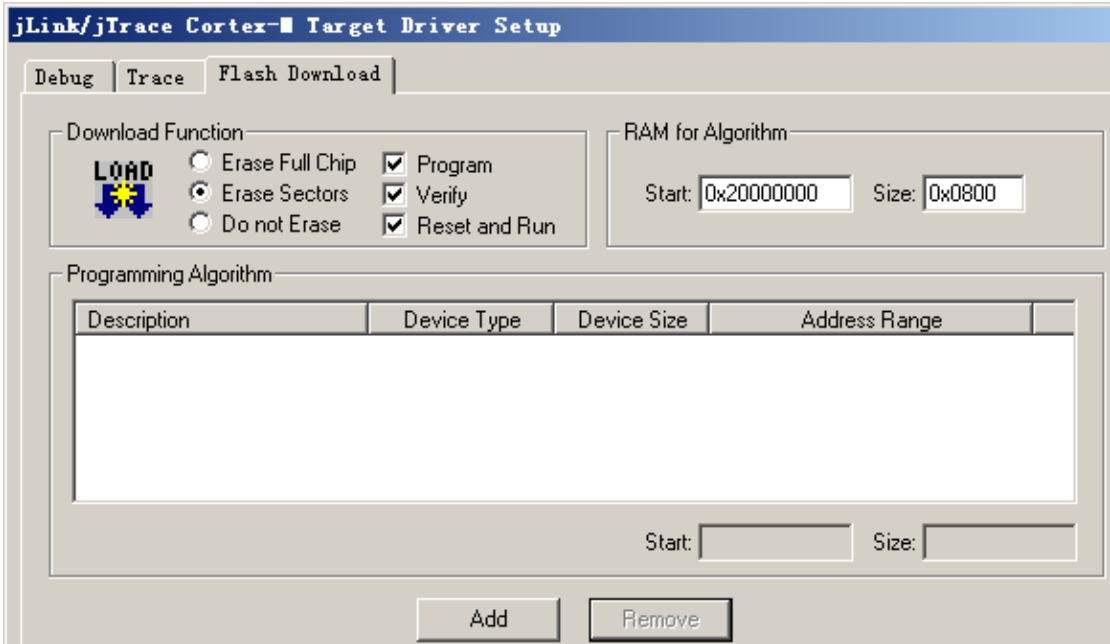 jLink/jTrace Cortex-M Target Driver Setup
Debug Trace Flash Download
Download Function
LOAD
Erase Full Chip
Erase Sectors
Do not Erase
Program
Verify
Reset and Run
RAM for Algorithm
Start: 0x20000000 Size: 0x0800
Programming Algorithm
Description Device Type Device Size Address Range
Start: Size:
Add Remove